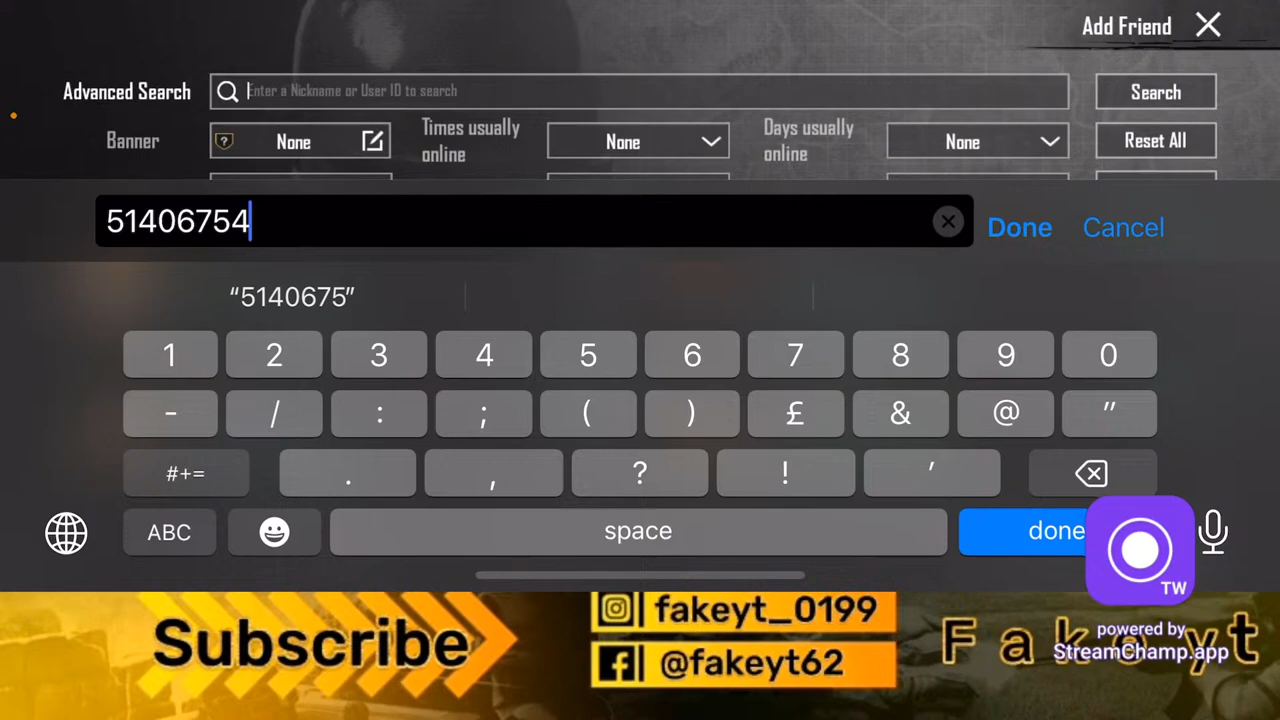 Add Friend
Advanced Search
Enter a Nickname or User ID to search
Search
Banner
None
Times usually online
None
Days usually online
None
Reset All
51406754
Done
Cancel
“5140675”
1 2 3 4 5 6 7 8 9 0
- / : ; ( ) £ & @ "
#+= . , ? ! '
ABC space done
TW
powered by
StreamChamp.app
Subscribe
fakeyt_0199
@fakeyt62
Fakeyt